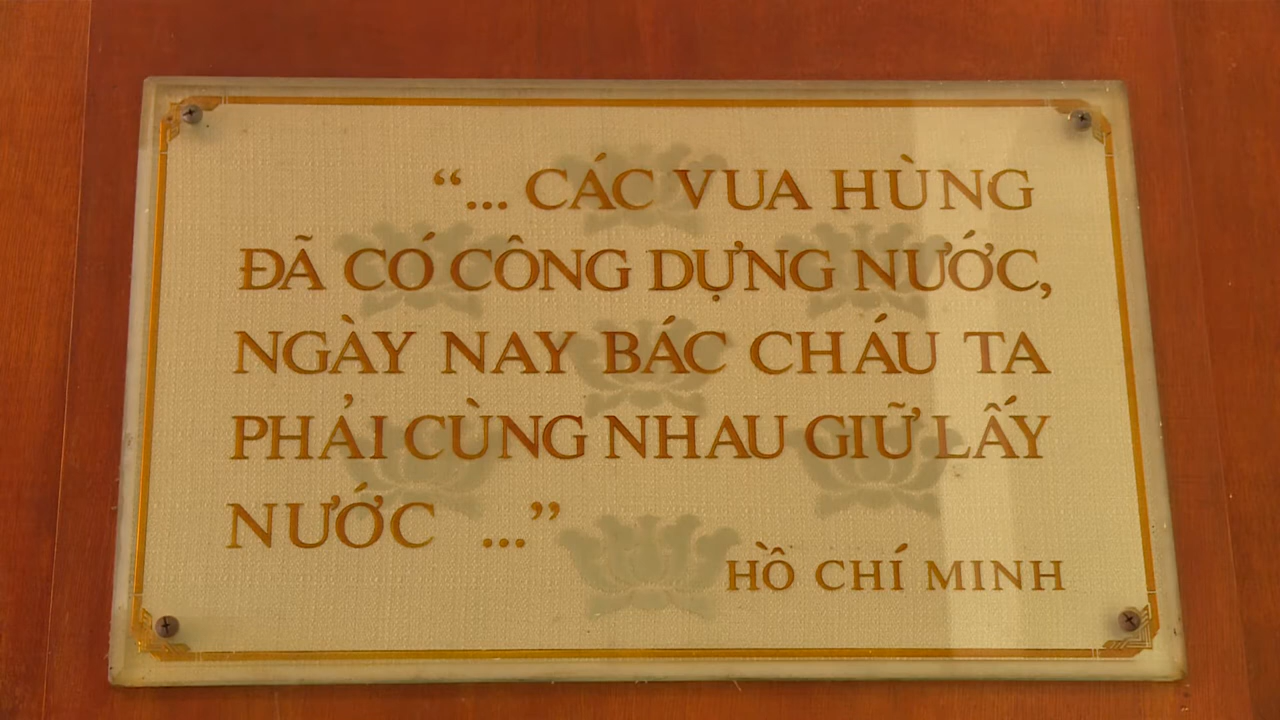 “... CÁC VUA HÙNG
ĐÃ CÓ CÔNG DỰNG NƯỚC,
NGÀY NAY BÁC CHÁU TA
PHẢI CÙNG NHAU GIỮ LẤY
NƯỚC ...”
HỒ CHÍ MINH